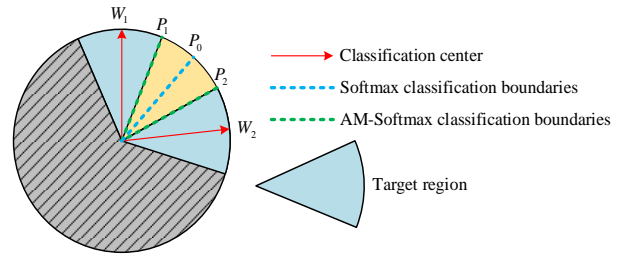 W1
P1
P0
P2
W2
Classification center
Softmax classification boundaries
AM-Softmax classification boundaries
Target region